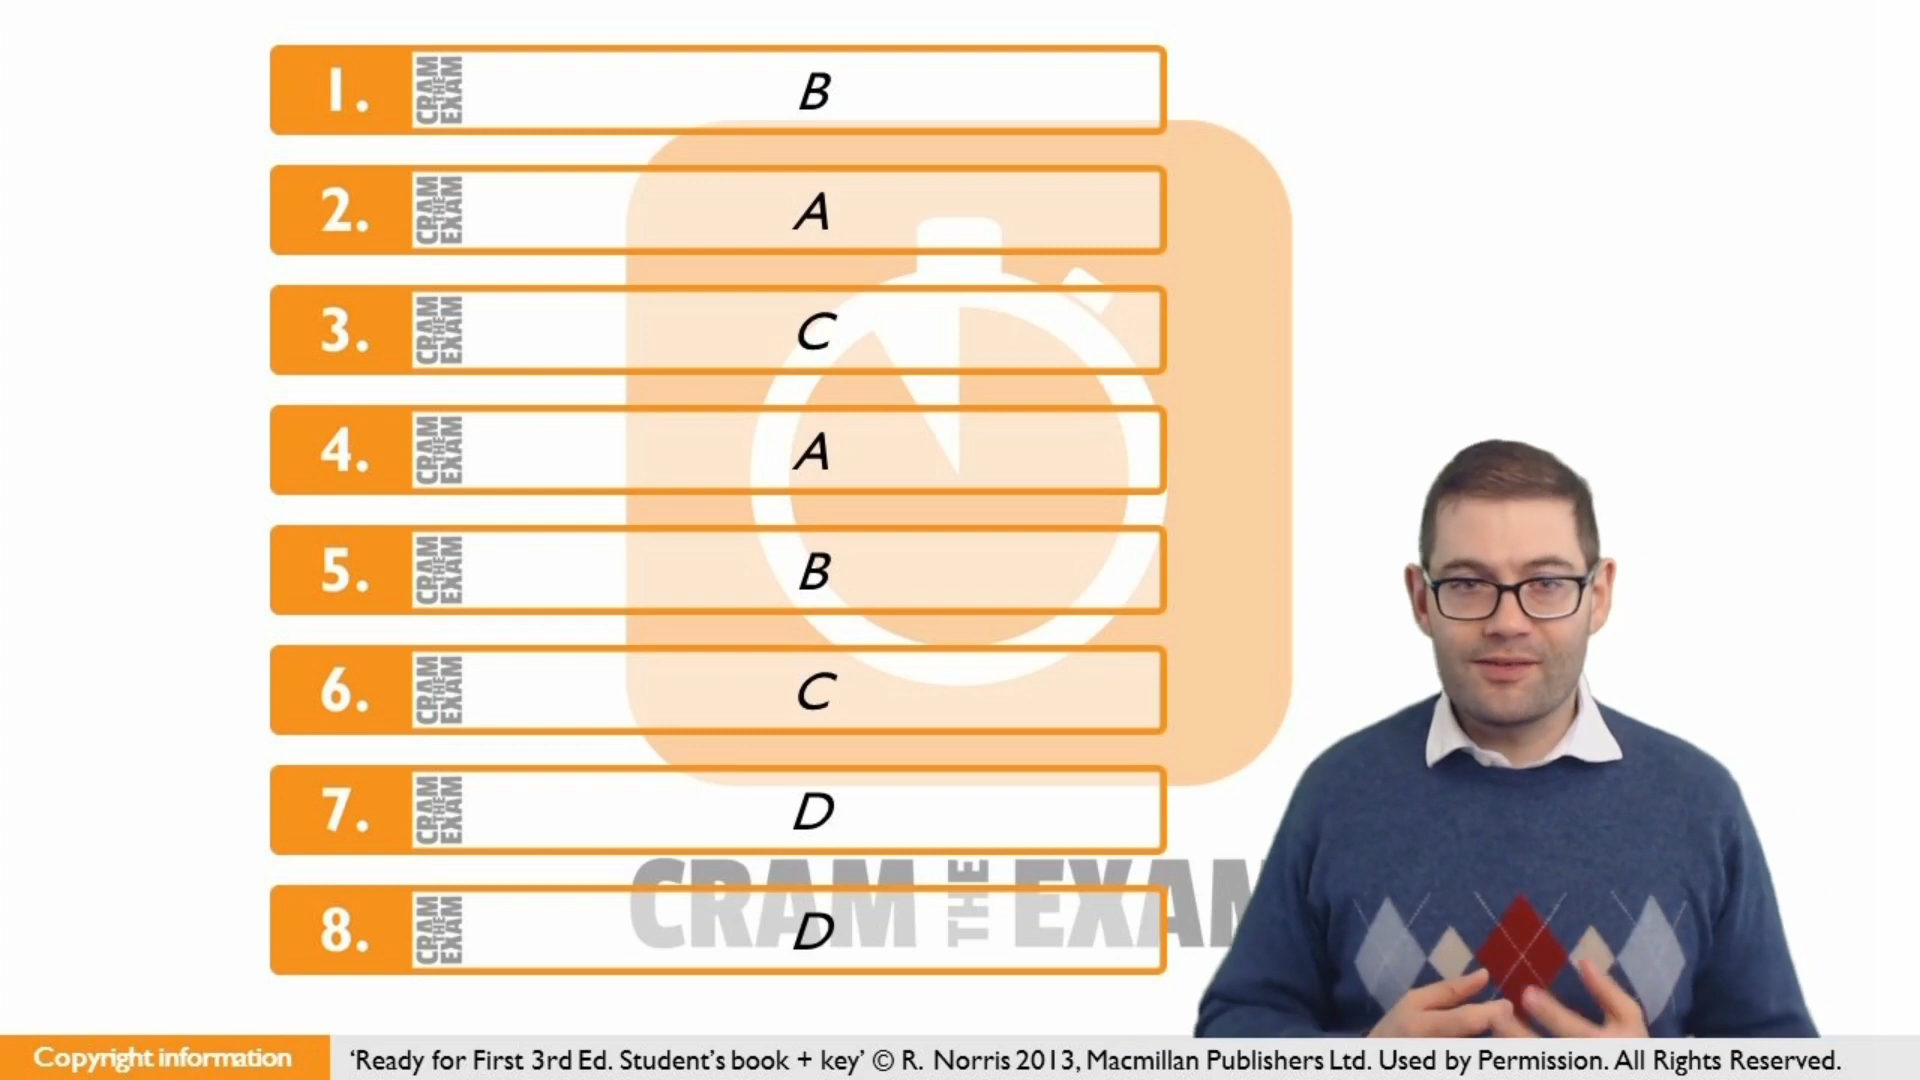 1. CRAM THE EXAM B
2. CRAM THE EXAM A
3. CRAM THE EXAM C
4. CRAM THE EXAM A
5. CRAM THE EXAM B
6. CRAM THE EXAM C
7. CRAM THE EXAM D
CRAM THE EXAM
8. CRAM THE EXAM D
Copyright information ‘Ready for First 3rd Ed. Student’s book + key’ © R. Norris 2013, Macmillan Publishers Ltd. Used by Permission. All Rights Reserved.